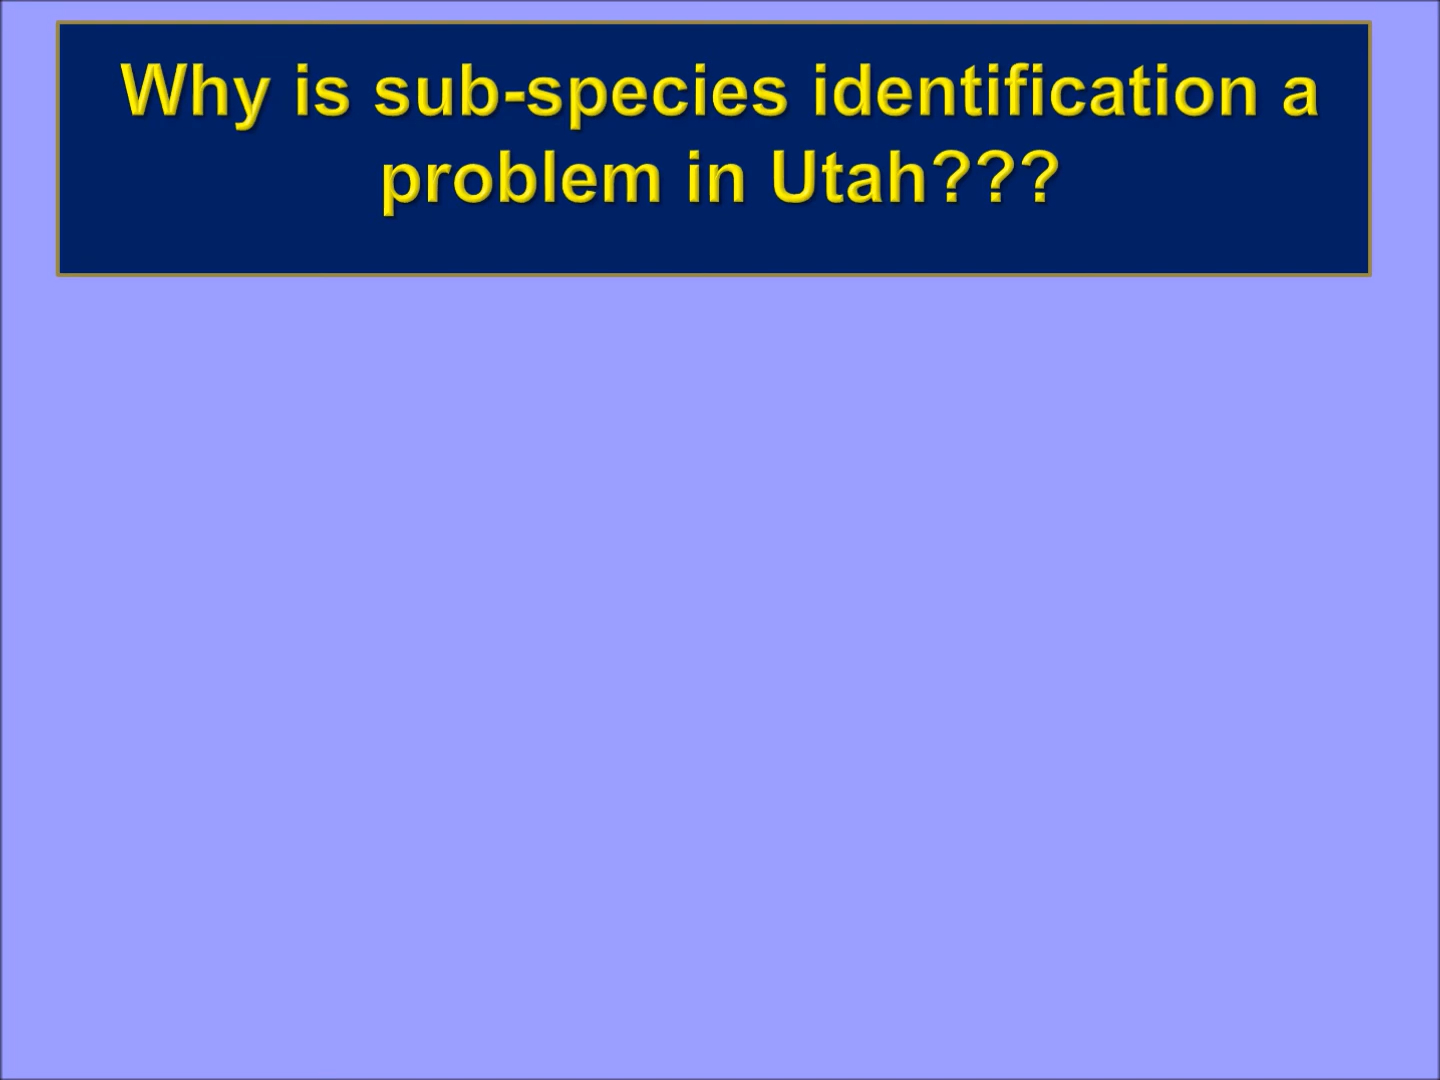 Why is sub-species identification a
problem in Utah???